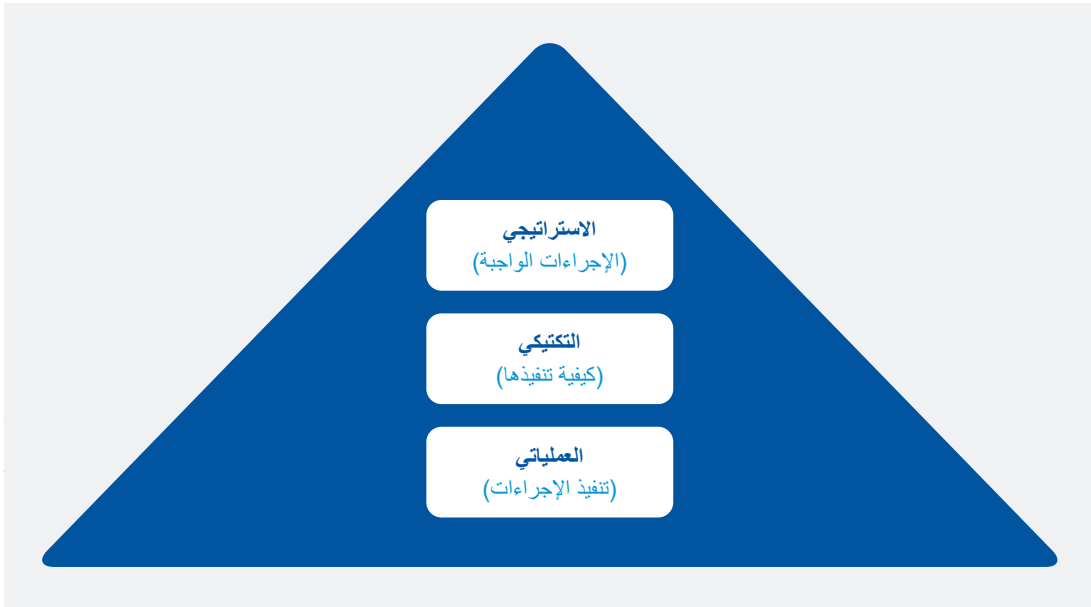 الاستراتيجي
(الإجراءات الواجبة)
التكتيكي
(كيفية تنفيذها)
العملياتي
(تنفيذ الإجراءات)